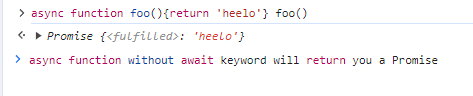 async function foo(){return 'heelo'} foo()
Promise {<fulfilled>: 'heelo'}
async function without await keyword will return you a Promise